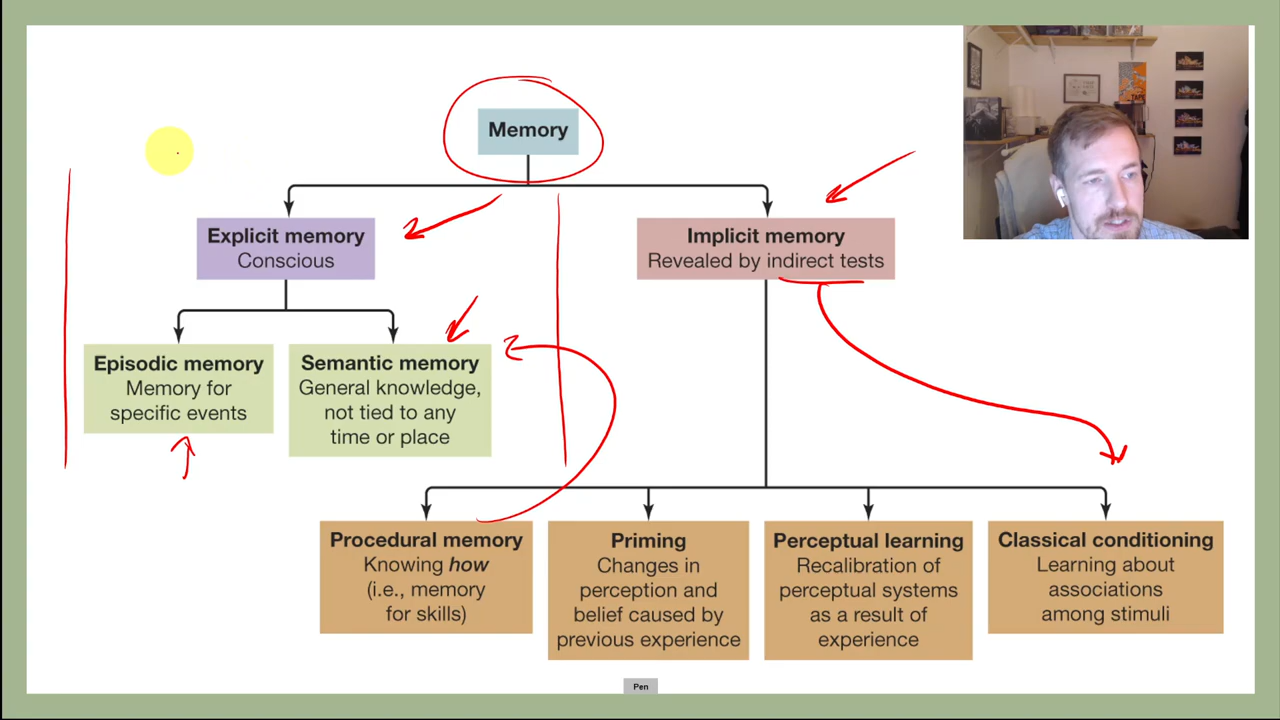 Memory
Explicit memory
Conscious
Implicit memory
Revealed by indirect tests
Episodic memory
Memory for
specific events
Semantic memory
General knowledge,
not tied to any
time or place
Procedural memory
Knowing how
(i.e., memory
for skills)
Priming
Changes in
perception and
belief caused by
previous experience
Perceptual learning
Recalibration of
perceptual systems
as a result of
experience
Classical conditioning
Learning about
associations
among stimuli
Pen